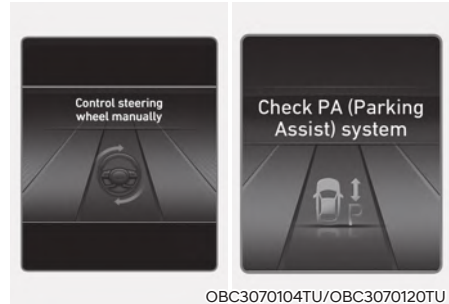 Control steering
wheel manually
Check PA (Parking
Assist) system
P
OBC3070104TU/OBC3070120TU